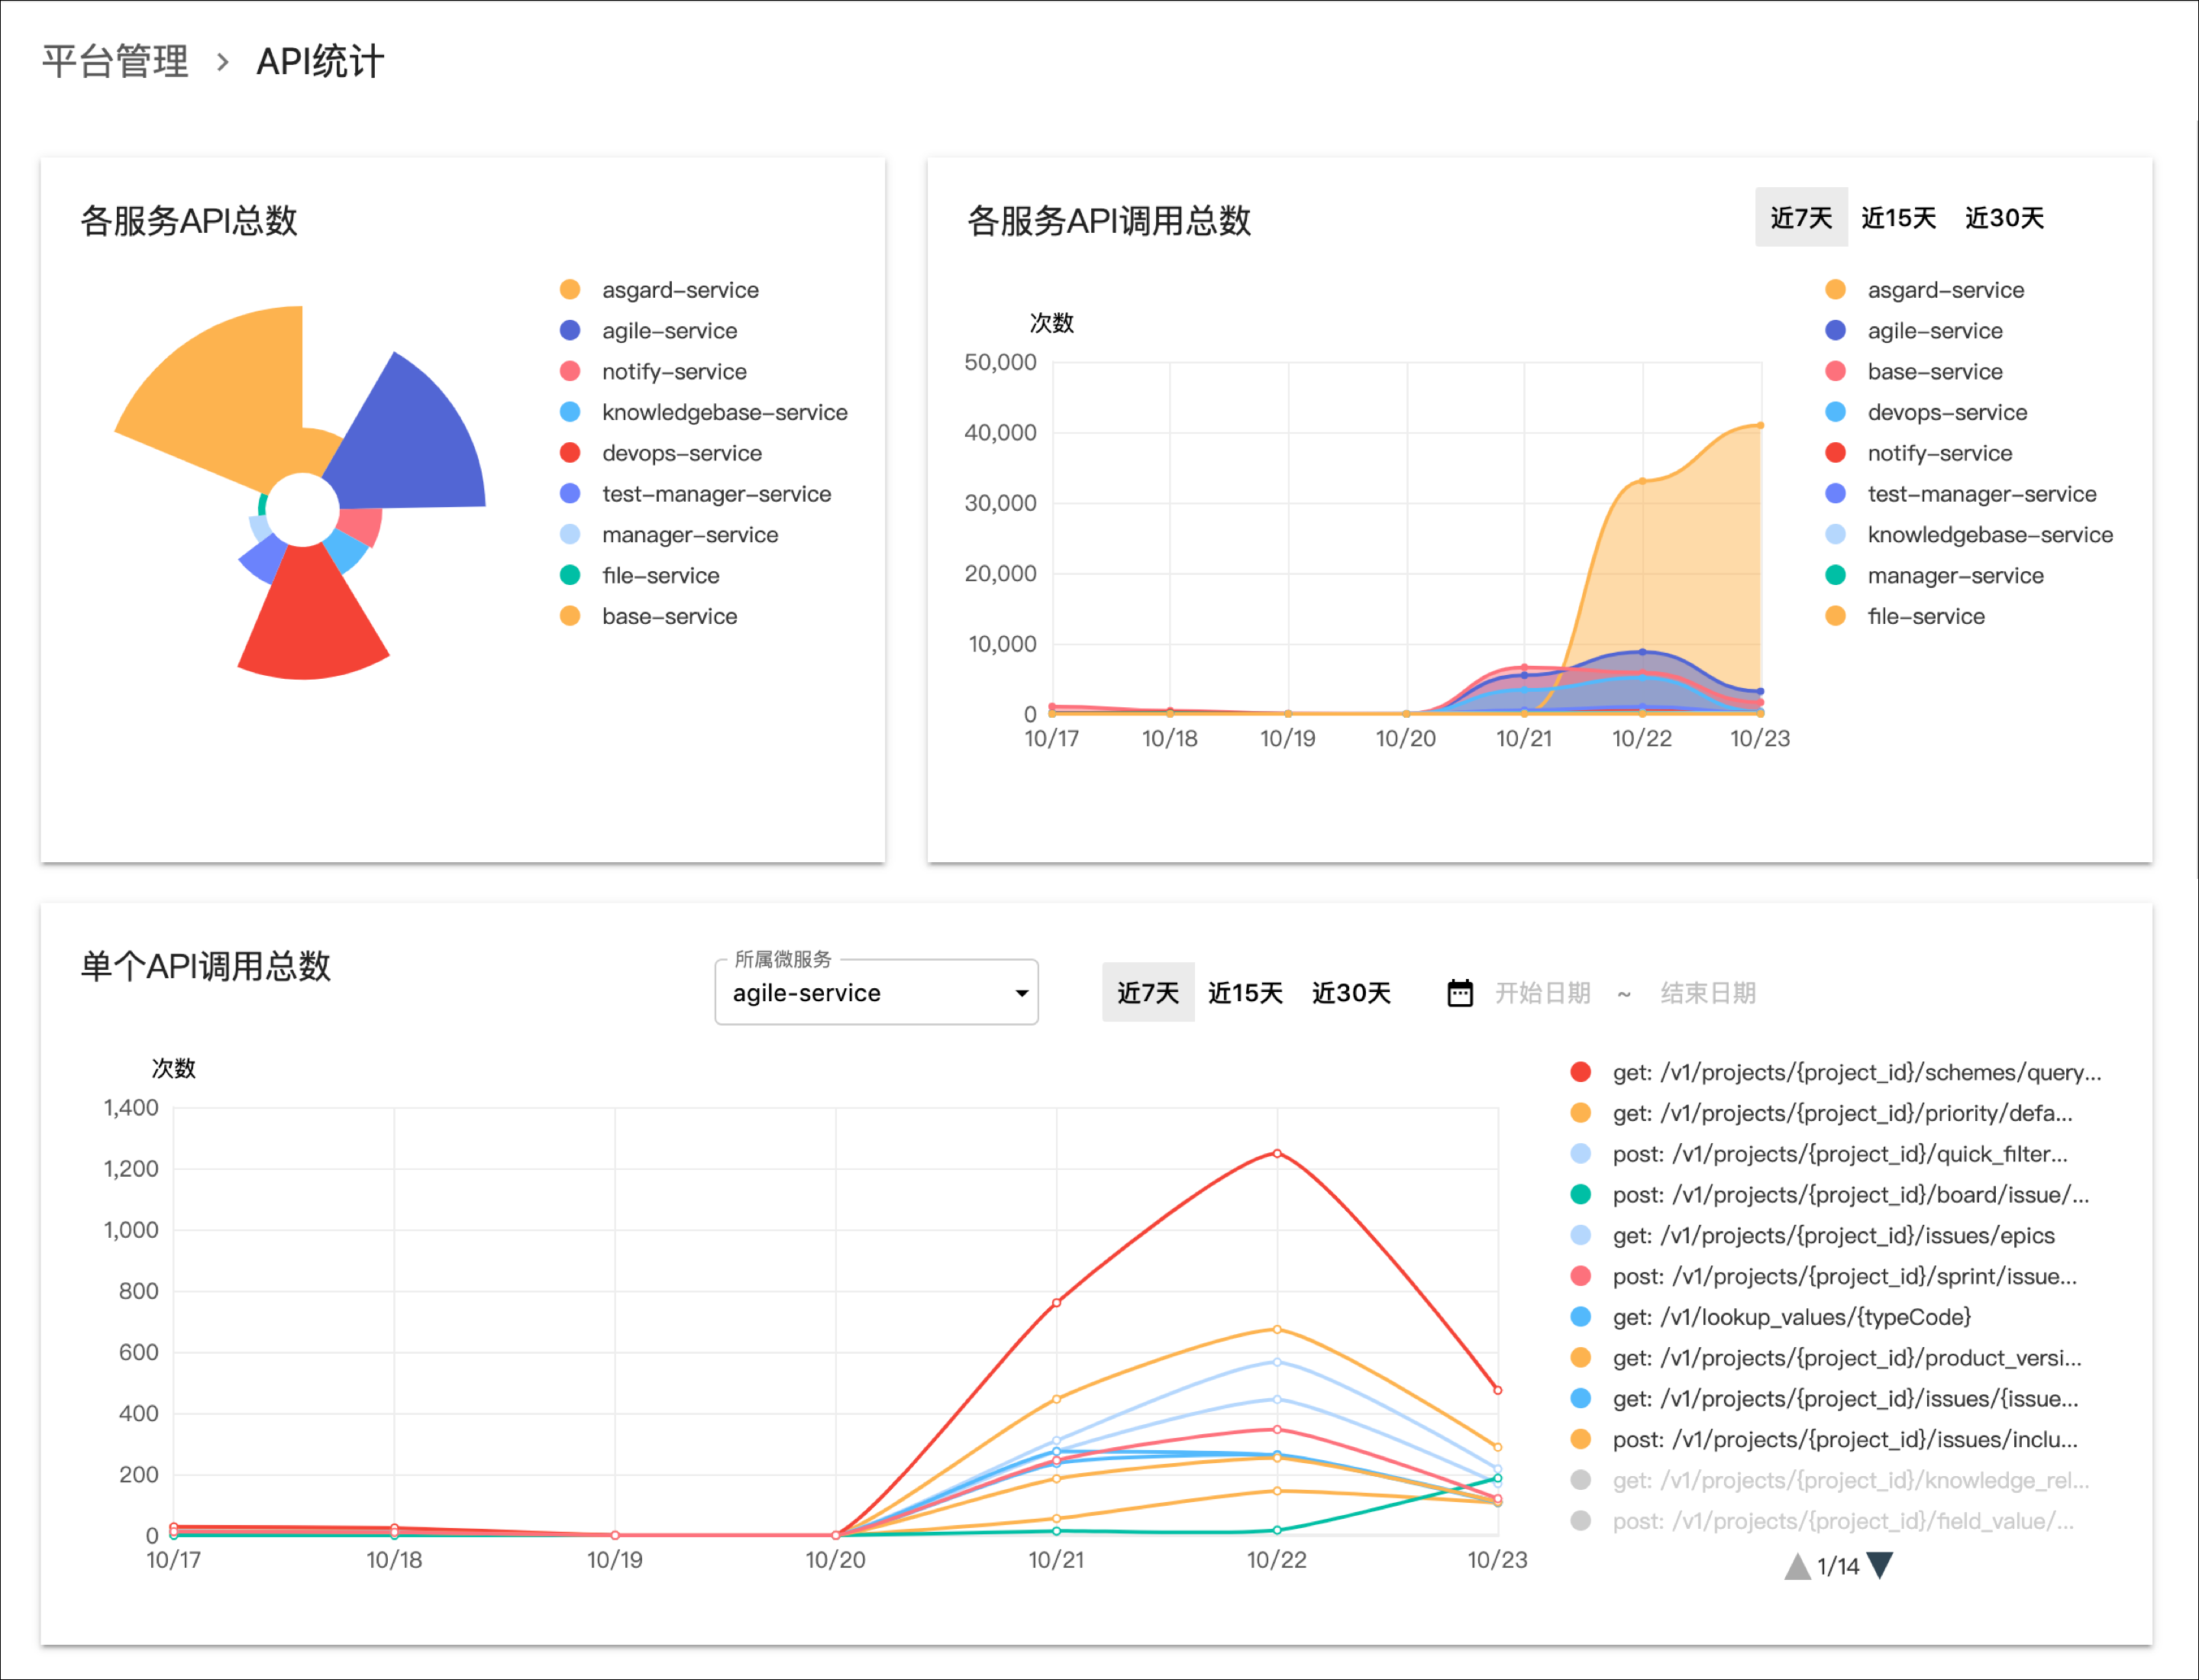 平台管理 > API统计
各服务API总数
asgard-service
agile-service
notify-service
knowledgebase-service
devops-service
test-manager-service
manager-service
file-service
base-service
各服务API调用总数
近7天 近15天 近30天
次数
50,000
40,000
30,000
20,000
10,000
0
10/17 10/18 10/19 10/20 10/21 10/22 10/23
asgard-service
agile-service
base-service
devops-service
notify-service
test-manager-service
knowledgebase-service
manager-service
file-service
单个API调用总数
所属微服务
agile-service
近7天 近15天 近30天
开始日期 ~ 结束日期
次数
1,400
1,200
1,000
800
600
400
200
0
10/17 10/18 10/19 10/20 10/21 10/22 10/23
get: /v1/projects/{project_id}/schemes/query...
get: /v1/projects/{project_id}/priority/defa...
post: /v1/projects/{project_id}/quick_filter...
post: /v1/projects/{project_id}/board/issue/...
get: /v1/projects/{project_id}/issues/epics
post: /v1/projects/{project_id}/sprint/issue...
get: /v1/lookup_values/{typeCode}
get: /v1/projects/{project_id}/product_versi...
get: /v1/projects/{project_id}/issues/{issue...
post: /v1/projects/{project_id}/issues/inclu...
get: /v1/projects/{project_id}/knowledge_rel...
post: /v1/projects/{project_id}/field_value/...
1/14